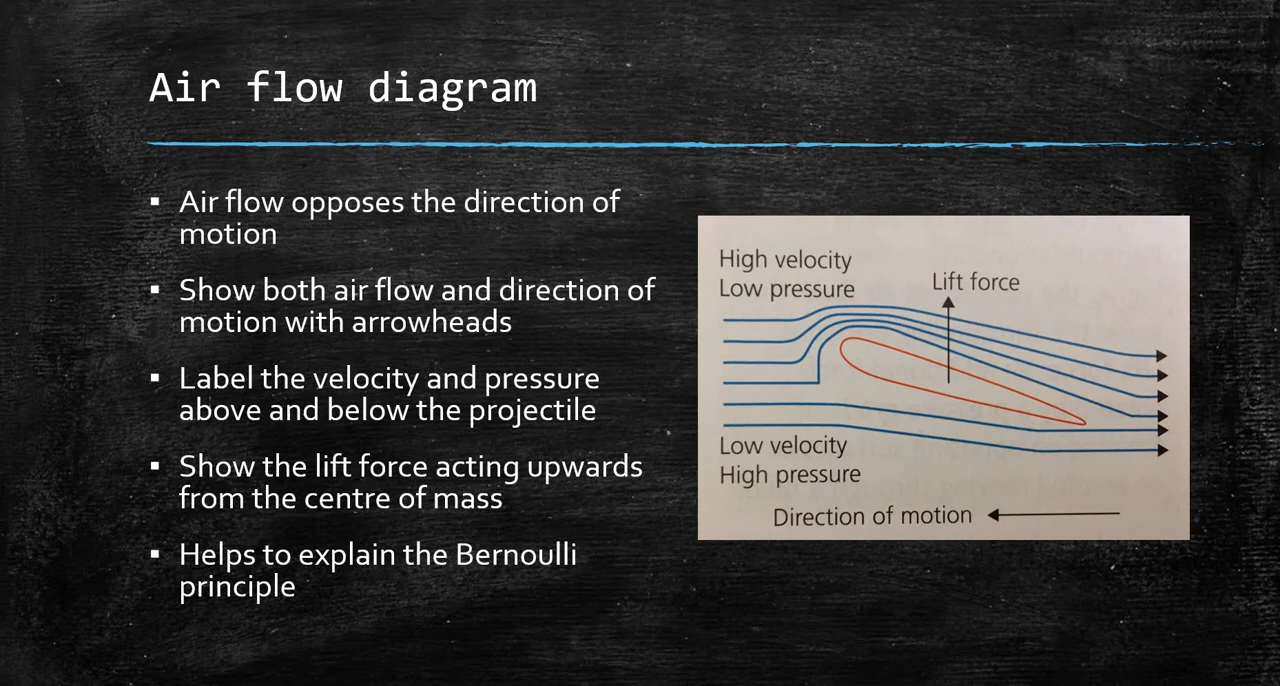 Air flow diagram
▪ Air flow opposes the direction of
motion
▪ Show both air flow and direction of
motion with arrowheads
▪ Label the velocity and pressure
above and below the projectile
▪ Show the lift force acting upwards
from the centre of mass
▪ Helps to explain the Bernoulli
principle
High velocity
Low pressure
Lift force
Low velocity
High pressure
Direction of motion